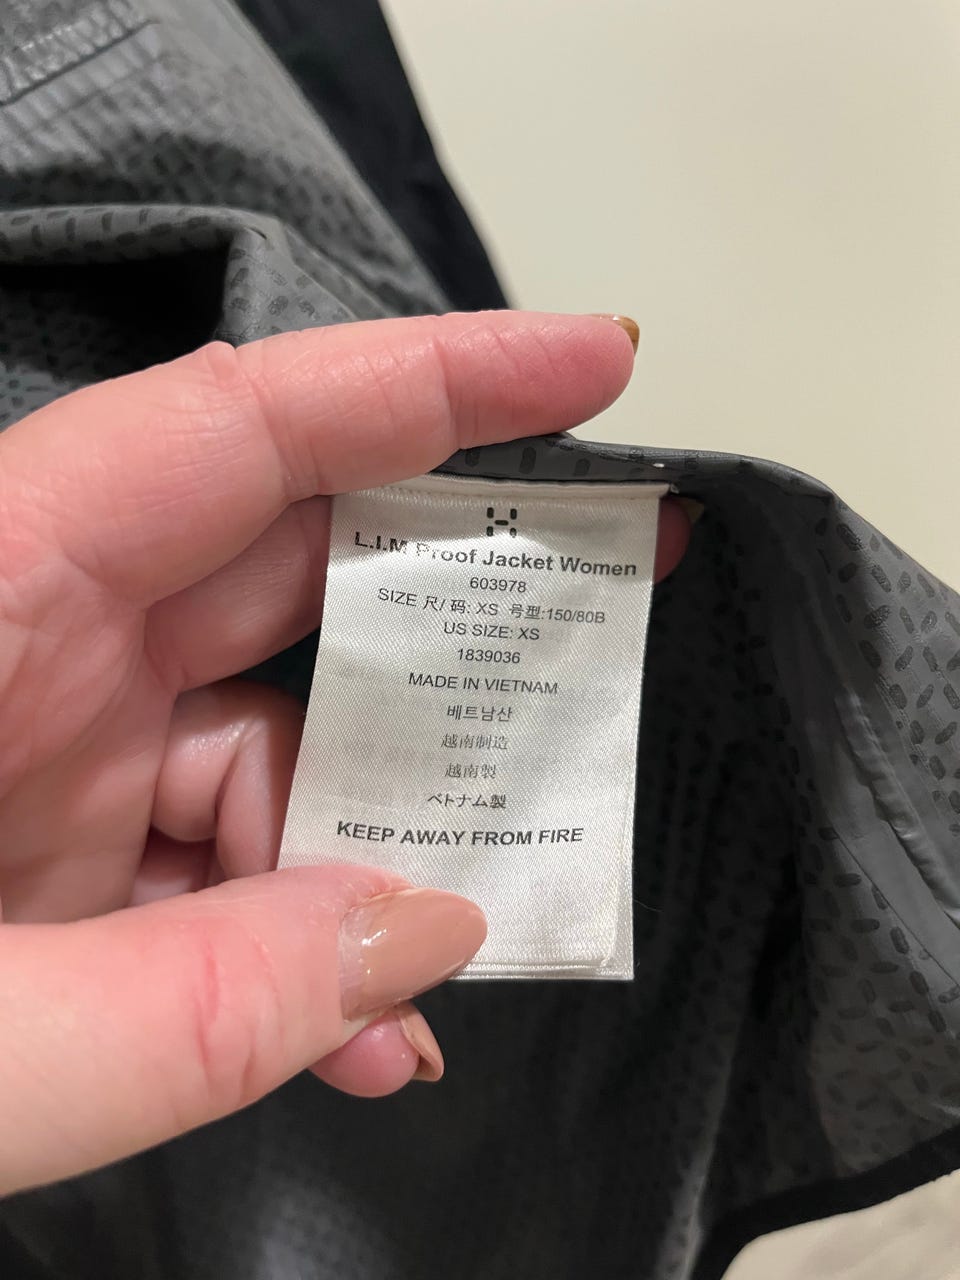 L.I.M Proof Jacket Women
603978
SIZE 尺/ 码: XS 号型:150/80B
US SIZE: XS
1839036
MADE IN VIETNAM
베트남산
越南制造
越南製
ベトナム製
KEEP AWAY FROM FIRE